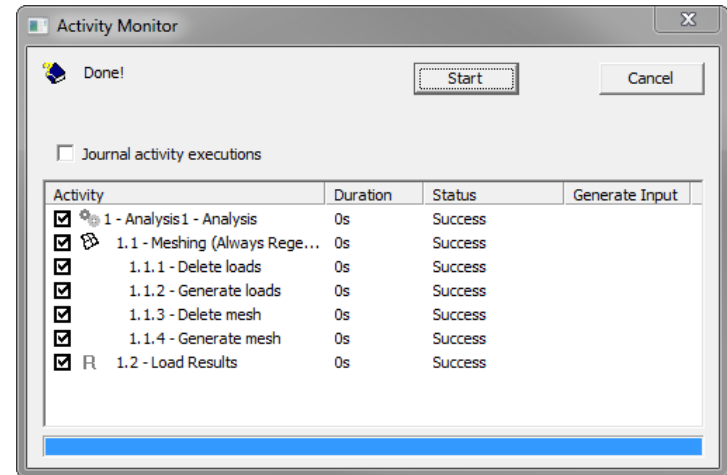 Activity Monitor
Done!
Start
Cancel
Journal activity executions
Activity Duration Status Generate Input
1 - Analysis1 - Analysis 0s Success
1.1 - Meshing (Always Rege... 0s Success
1.1.1 - Delete loads 0s Success
1.1.2 - Generate loads 0s Success
1.1.3 - Delete mesh 0s Success
1.1.4 - Generate mesh 0s Success
R 1.2 - Load Results 0s Success